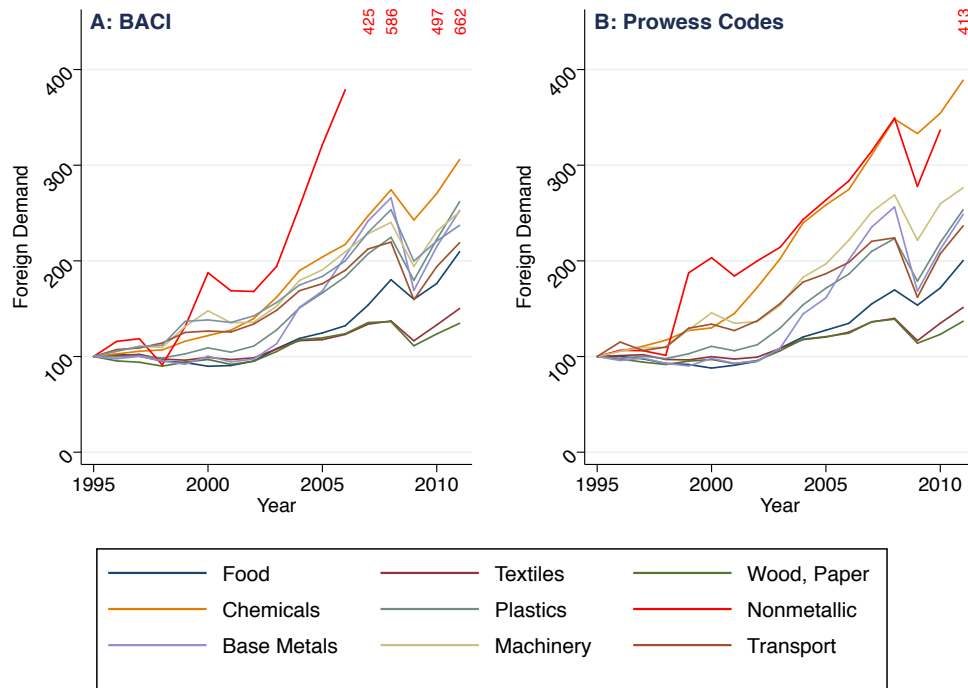 A: BACI
425 586 497 662
Foreign Demand
400
300
200
100
0
1995 2000 2005 2010
Year
B: Prowess Codes
413
Foreign Demand
400
300
200
100
0
1995 2000 2005 2010
Year
Food Textiles Wood, Paper
Chemicals Plastics Nonmetallic
Base Metals Machinery Transport